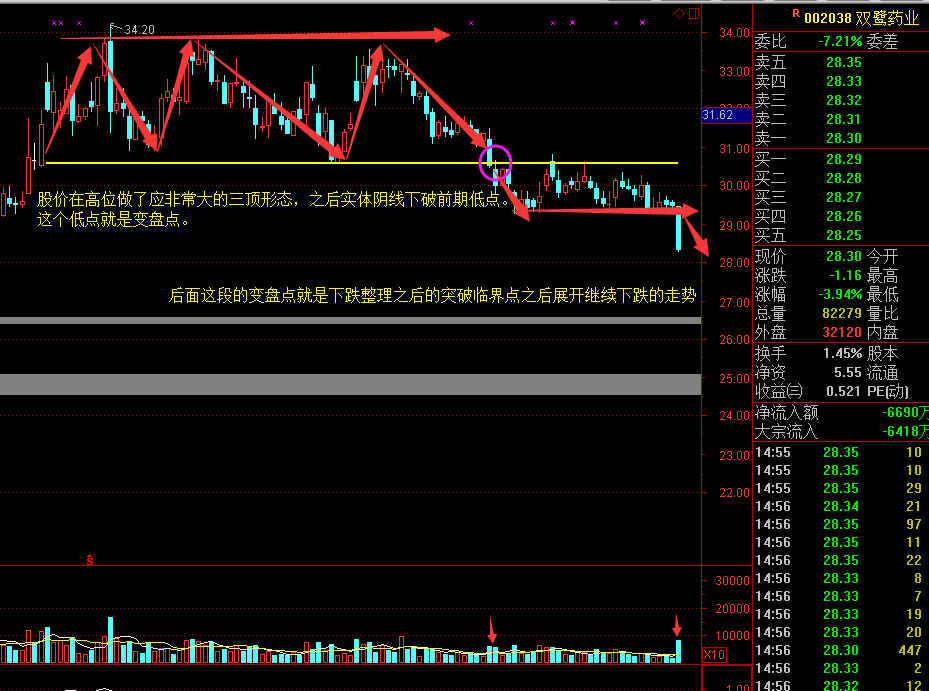 R 002038 双鹭药业
34.20
34.00
33.00
32.00
31.62
31.00
30.00
29.00
28.00
27.00
26.00
25.00
24.00
23.00
22.00
股价在高位做了应非常大的三顶形态，之后实体阴线下破前期低点。
这个低点就是变盘点。
后面这段的变盘点就是下跌整理之后的突破临界点之后展开继续下跌的走势
S
30000
20000
10000
X10
1.00
委比 -7.21% 委差
卖五 28.35
卖四 28.33
卖三 28.32
卖二 28.31
卖一 28.30
买一 28.29
买二 28.28
买三 28.27
买四 28.26
买五 28.25
现价 28.30 今开
涨跌 -1.16 最高
涨幅 -3.94% 最低
总量 82279 量比
外盘 32120 内盘
换手 1.45% 股本
净资 5.55 流通
收益㈢ 0.521 PE(动)
净流入额 -6690万
大宗流入 -6418万
14:55 28.35 10
14:55 28.35 10
14:55 28.35 29
14:56 28.34 21
14:56 28.35 97
14:56 28.35 11
14:56 28.35 22
14:56 28.33 8
14:56 28.33 7
14:56 28.33 19
14:56 28.33 20
14:56 28.30 447
14:56 28.33 2
14:56 28.32 12